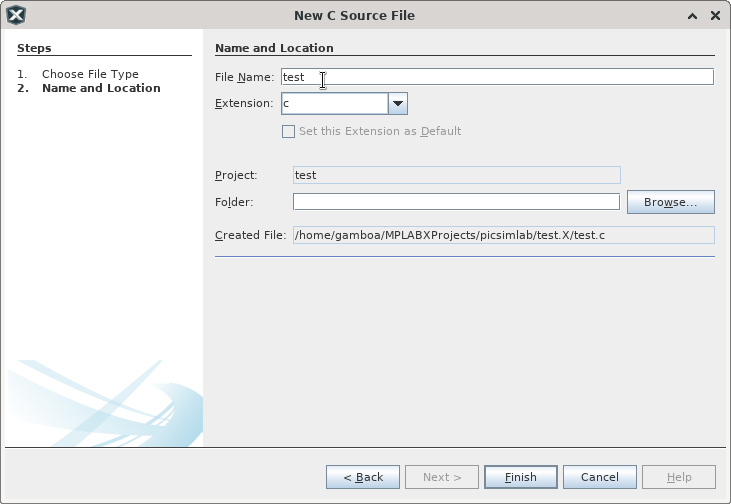 New C Source File
Steps
1. Choose File Type
2. Name and Location
Name and Location
File Name: test
Extension: c
Set this Extension as Default
Project: test
Folder:
Browse...
Created File: /home/gamboa/MPLABXProjects/picsimlab/test.X/test.c
< Back
Next >
Finish
Cancel
Help